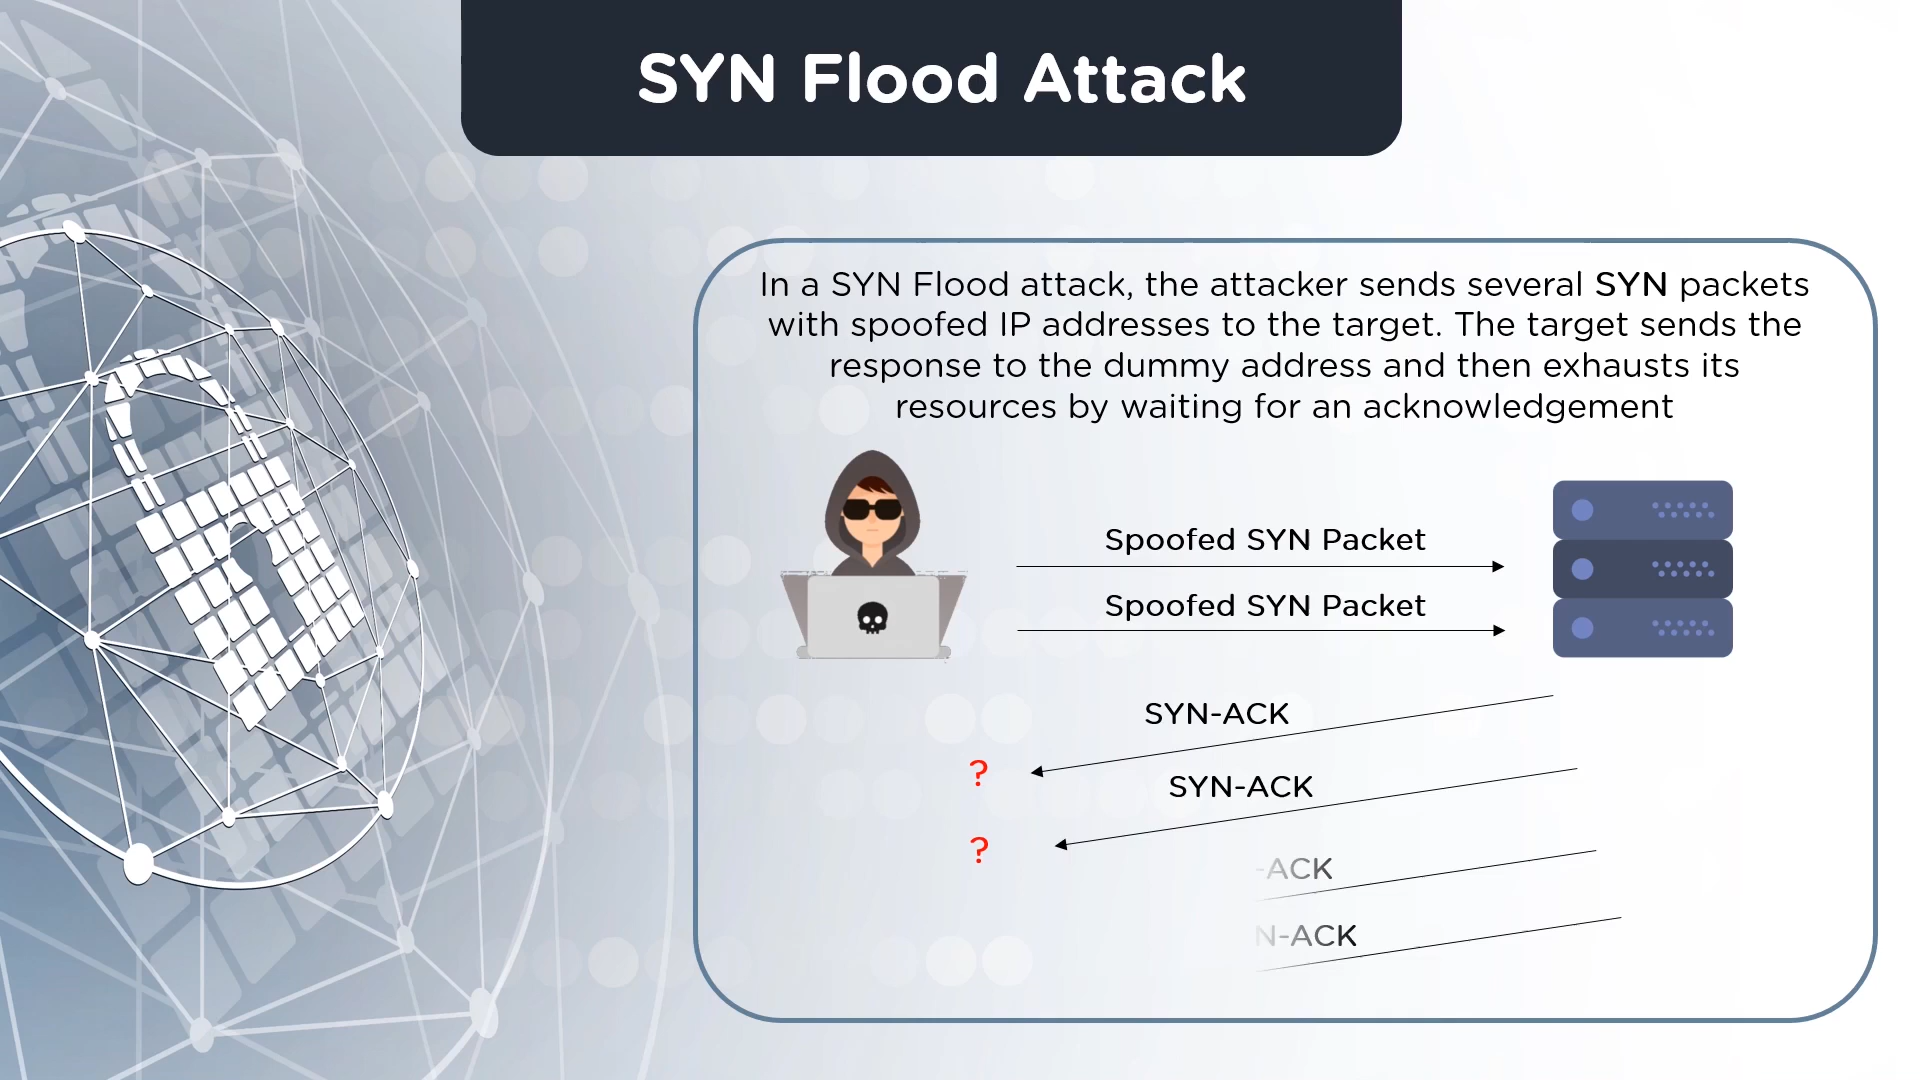 SYN Flood Attack
In a SYN Flood attack, the attacker sends several SYN packets
with spoofed IP addresses to the target. The target sends the
response to the dummy address and then exhausts its
resources by waiting for an acknowledgement
Spoofed SYN Packet
Spoofed SYN Packet
SYN-ACK
?
SYN-ACK
?
-ACK
N-ACK